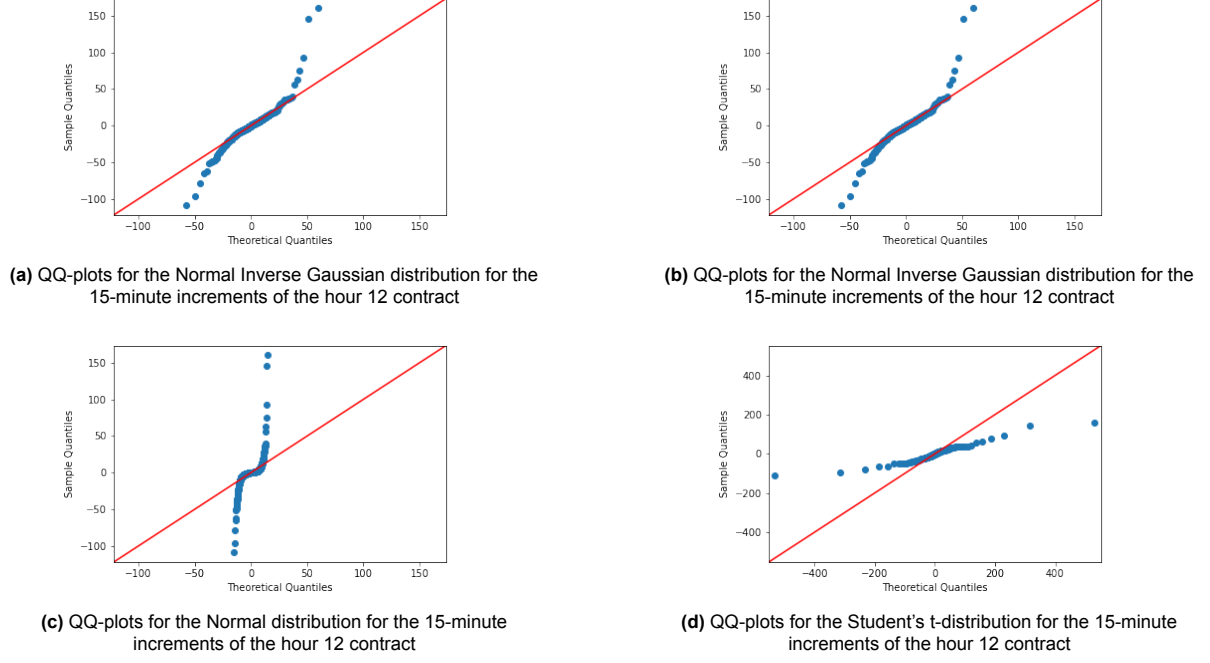 150
100
50
0
−50
−100
Sample Quantiles
−100 −50 0 50 100 150
Theoretical Quantiles
(a) QQ-plots for the Normal Inverse Gaussian distribution for the
15-minute increments of the hour 12 contract
150
100
50
0
−50
−100
Sample Quantiles
−100 −50 0 50 100 150
Theoretical Quantiles
(b) QQ-plots for the Normal Inverse Gaussian distribution for the
15-minute increments of the hour 12 contract
150
100
50
0
−50
−100
Sample Quantiles
−100 −50 0 50 100 150
Theoretical Quantiles
(c) QQ-plots for the Normal distribution for the 15-minute
increments of the hour 12 contract
400
200
0
−200
−400
Sample Quantiles
−400 −200 0 200 400
Theoretical Quantiles
(d) QQ-plots for the Student's t-distribution for the 15-minute
increments of the hour 12 contract